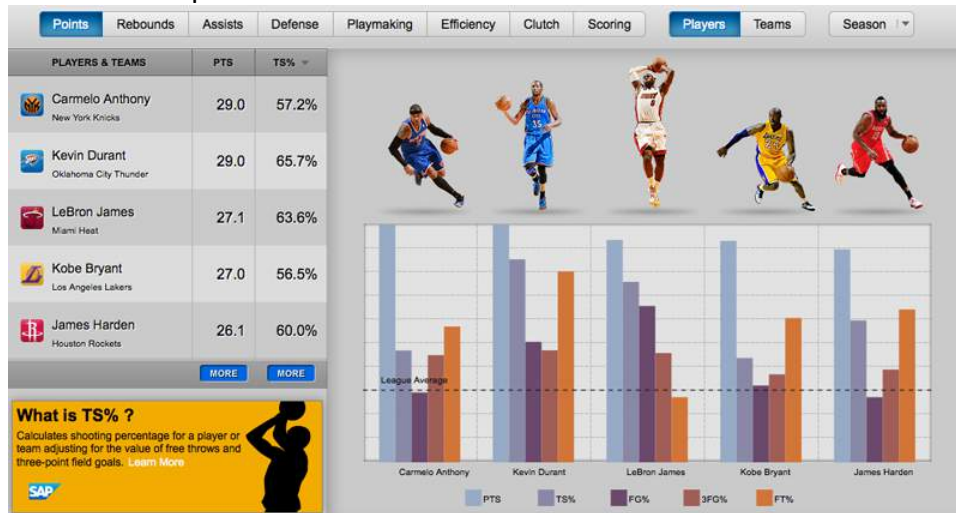 Points Rebounds Assists Defense Playmaking Efficiency Clutch Scoring Players Teams Season
PLAYERS & TEAMS PTS TS%
Carmelo Anthony 29.0 57.2%
New York Knicks
Kevin Durant 29.0 65.7%
Oklahoma City Thunder
LeBron James 27.1 63.6%
Miami Heat
Kobe Bryant 27.0 56.5%
Los Angeles Lakers
James Harden 26.1 60.0%
Houston Rockets
MORE MORE
What is TS% ?
Calculates shooting percentage for a player or
team adjusting for the value of free throws and
three-point field goals. Learn More
SAP
35
6
League Average
Carmelo Anthony Kevin Durant LeBron James Kobe Bryant James Harden
PTS TS% FG% 3FG% FT%